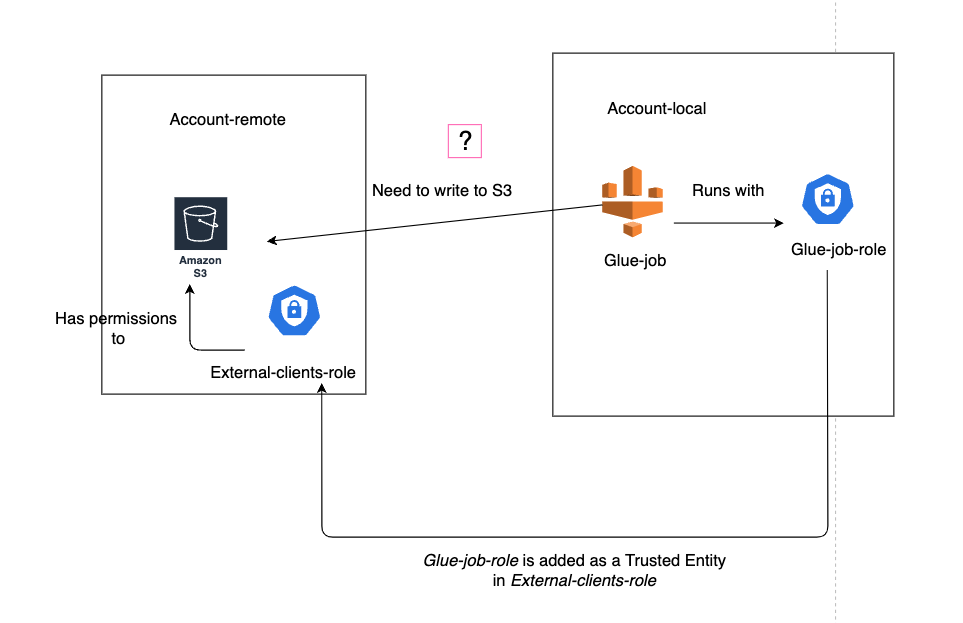 Account-remote
Account-local
?
Need to write to S3
Runs with
Amazon
S3
Glue-job
Glue-job-role
Has permissions
to
External-clients-role
Glue-job-role is added as a Trusted Entity
in External-clients-role